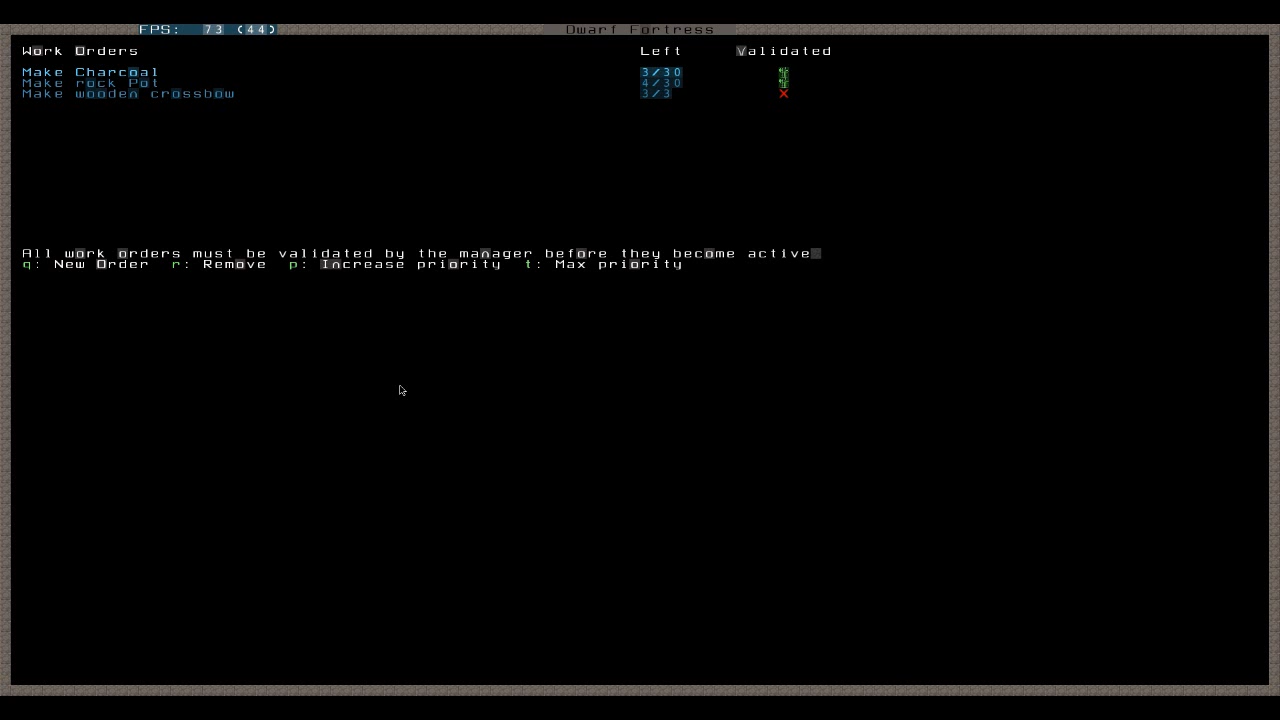 FPS: 73 (44) Dwarf Fortress
Work Orders Left Validated
Make Charcoal 3/30
Make rock Pot 4/30
Make wooden crossbow 3/3
All work orders must be validated by the manager before they become active.
q: New Order r: Remove p: Increase priority t: Max priority